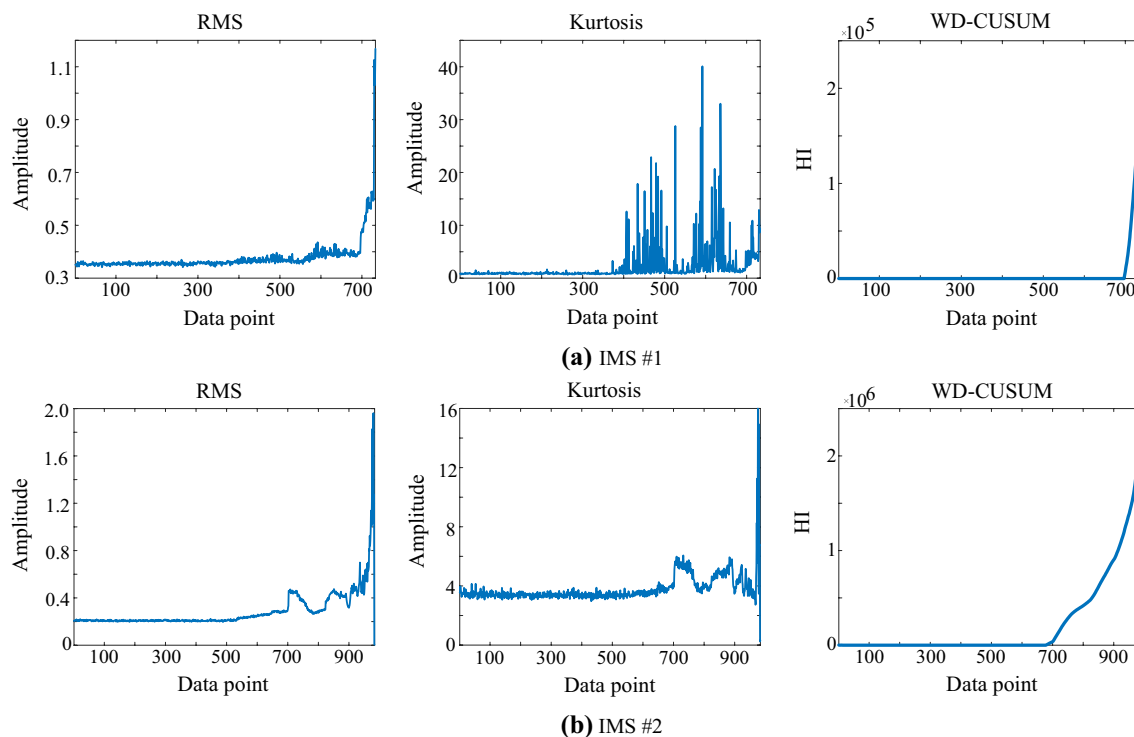 RMS
Kurtosis
WD-CUSUM
×10^5
1.1
0.9
0.7
0.5
0.3
Amplitude
100 300 500 700
Data point
40
30
20
10
0
Amplitude
100 300 500 700
Data point
2
1
0
HI
100 300 500 700
Data point
(a) IMS #1
RMS
Kurtosis
WD-CUSUM
×10^6
2.0
1.6
1.2
0.8
0.4
0
Amplitude
100 300 500 700 900
Data point
16
12
8
4
0
Amplitude
100 300 500 700 900
Data point
2
1
0
HI
100 300 500 700 900
Data point
(b) IMS #2